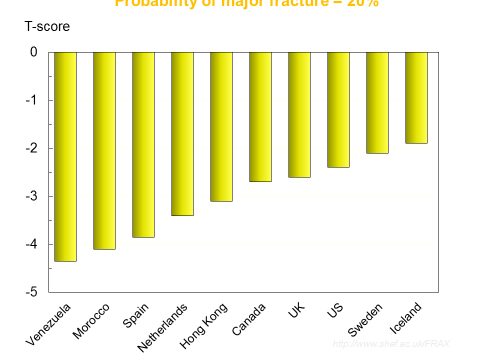 Probability of major fracture = 20%
T-score
0
-1
-2
-3
-4
-5
Venezuela
Morocco
Spain
Netherlands
Hong Kong
Canada
UK
US
Sweden
Iceland
http://www.shef.ac.uk/FRAX